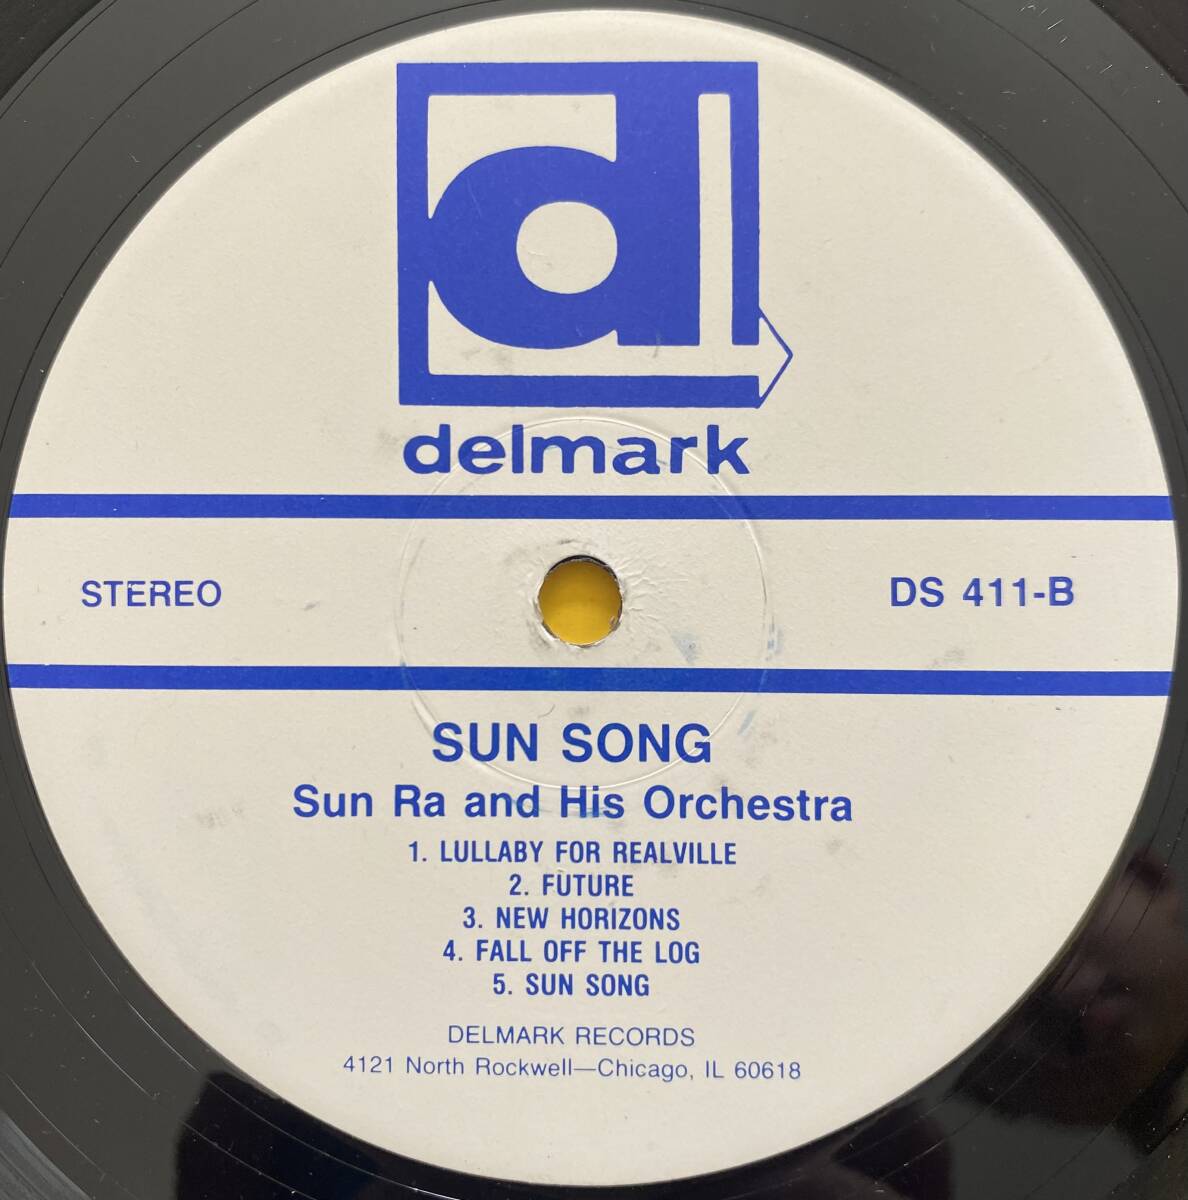 delmark
STEREO
DS 411-B
SUN SONG
Sun Ra and His Orchestra
1. LULLABY FOR REALVILLE
2. FUTURE
3. NEW HORIZONS
4. FALL OFF THE LOG
5. SUN SONG
DELMARK RECORDS
4121 North Rockwell—Chicago, IL 60618